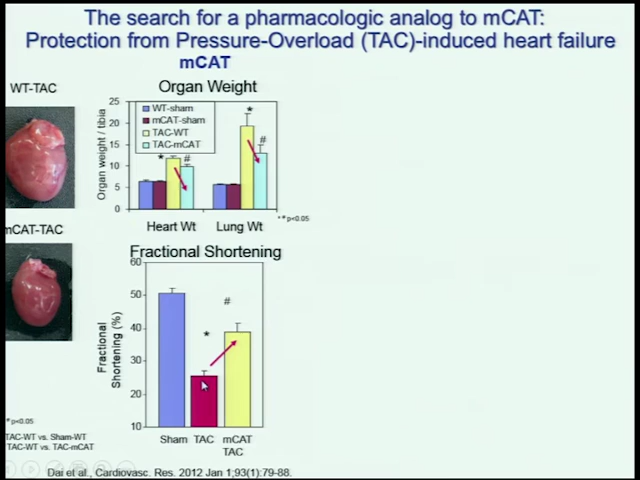 The search for a pharmacologic analog to mCAT:
Protection from Pressure-Overload (TAC)-induced heart failure
mCAT
WT-TAC
Organ Weight
Organ weight / tibia
25
20
15
10
5
0
WT-sham
mCAT-sham
TAC-WT
TAC-mCAT
*
#
*
#
Heart Wt
Lung Wt
* *p<0.05
mCAT-TAC
Fractional Shortening
Fractional
Shortening (%)
60
50
40
30
20
10
*
#
Sham
TAC
mCAT
TAC
*p<0.05
TAC-WT vs. Sham-WT
TAC-WT vs. TAC-mCAT
Dai et al., Cardiovasc. Res. 2012 Jan 1;93(1):79-88.